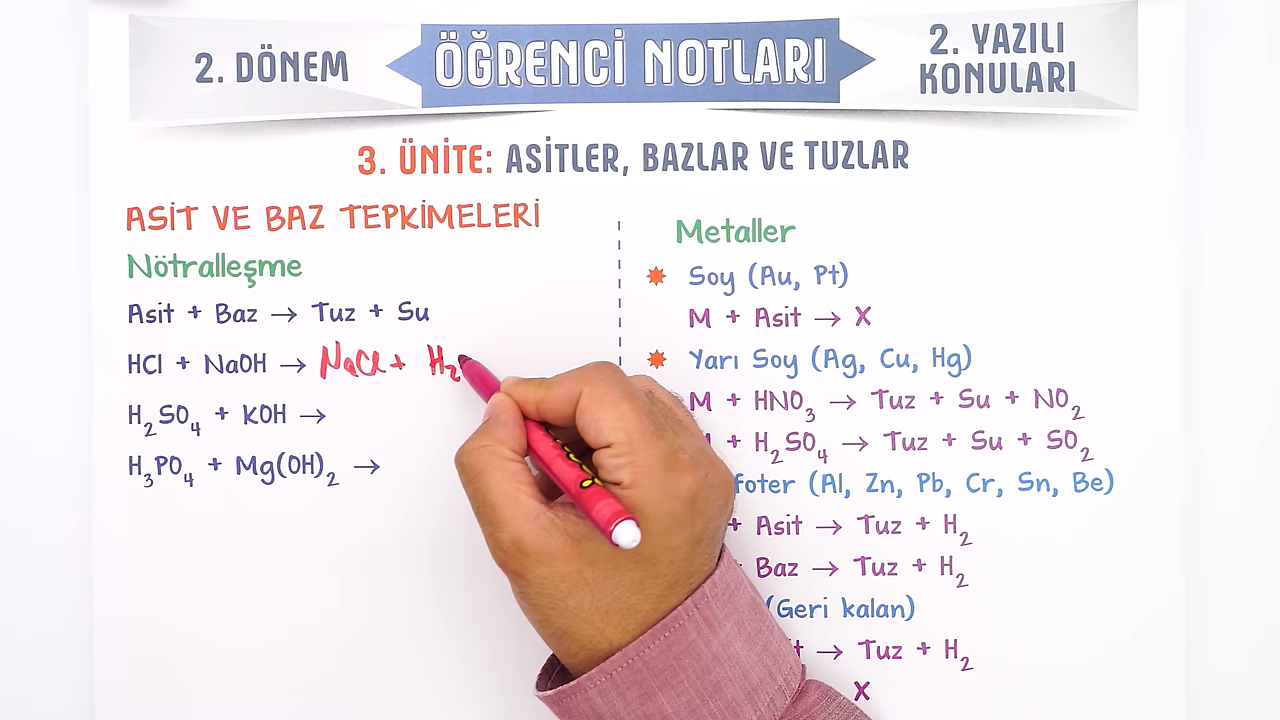 2. DÖNEM
ÖĞRENCİ NOTLARI
2. YAZILI
KONULARI
3. ÜNİTE: ASİTLER, BAZLAR VE TUZLAR
ASİT VE BAZ TEPKİMELERİ
Nötralleşme
Asit + Baz → Tuz + Su
HCl + NaOH → NaCl + H₂
H₂SO₄ + KOH →
H₃PO₄ + Mg(OH)₂ →
Metaller
Soy (Au, Pt)
M + Asit → X
Yarı Soy (Ag, Cu, Hg)
M + HNO₃ → Tuz + Su + NO₂
+ H₂SO₄ → Tuz + Su + SO₂
foter (Al, Zn, Pb, Cr, Sn, Be)
+ Asit → Tuz + H₂
Baz → Tuz + H₂
(Geri kalan)
t → Tuz + H₂
X